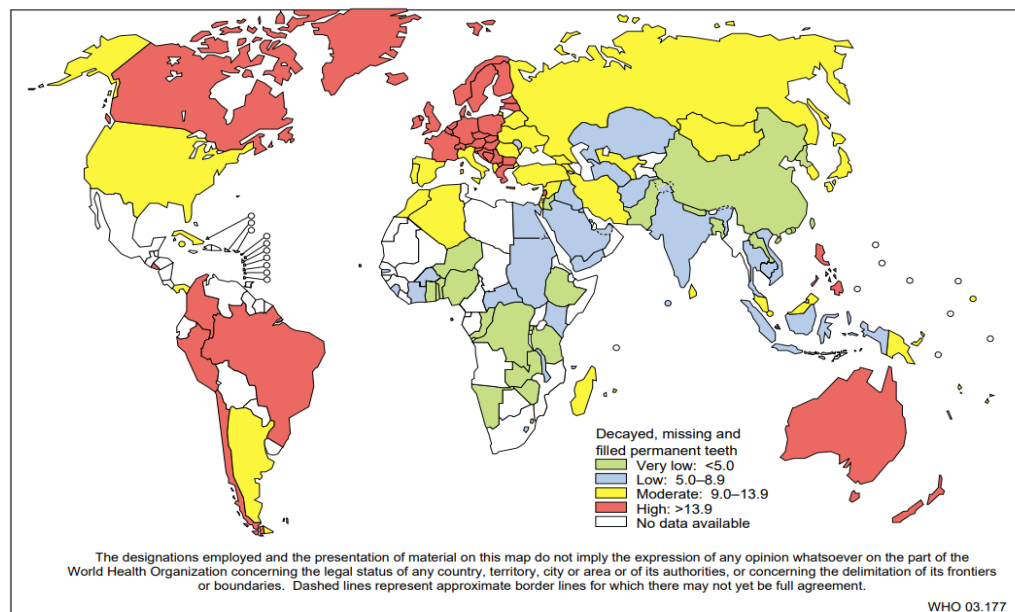 Decayed, missing and
filled permanent teeth
Very low: <5.0
Low: 5.0–8.9
Moderate: 9.0–13.9
High: >13.9
No data available
The designations employed and the presentation of material on this map do not imply the expression of any opinion whatsoever on the part of the
World Health Organization concerning the legal status of any country, territory, city or area or of its authorities, or concerning the delimitation of its frontiers
or boundaries. Dashed lines represent approximate border lines for which there may not yet be full agreement.
WHO 03.177